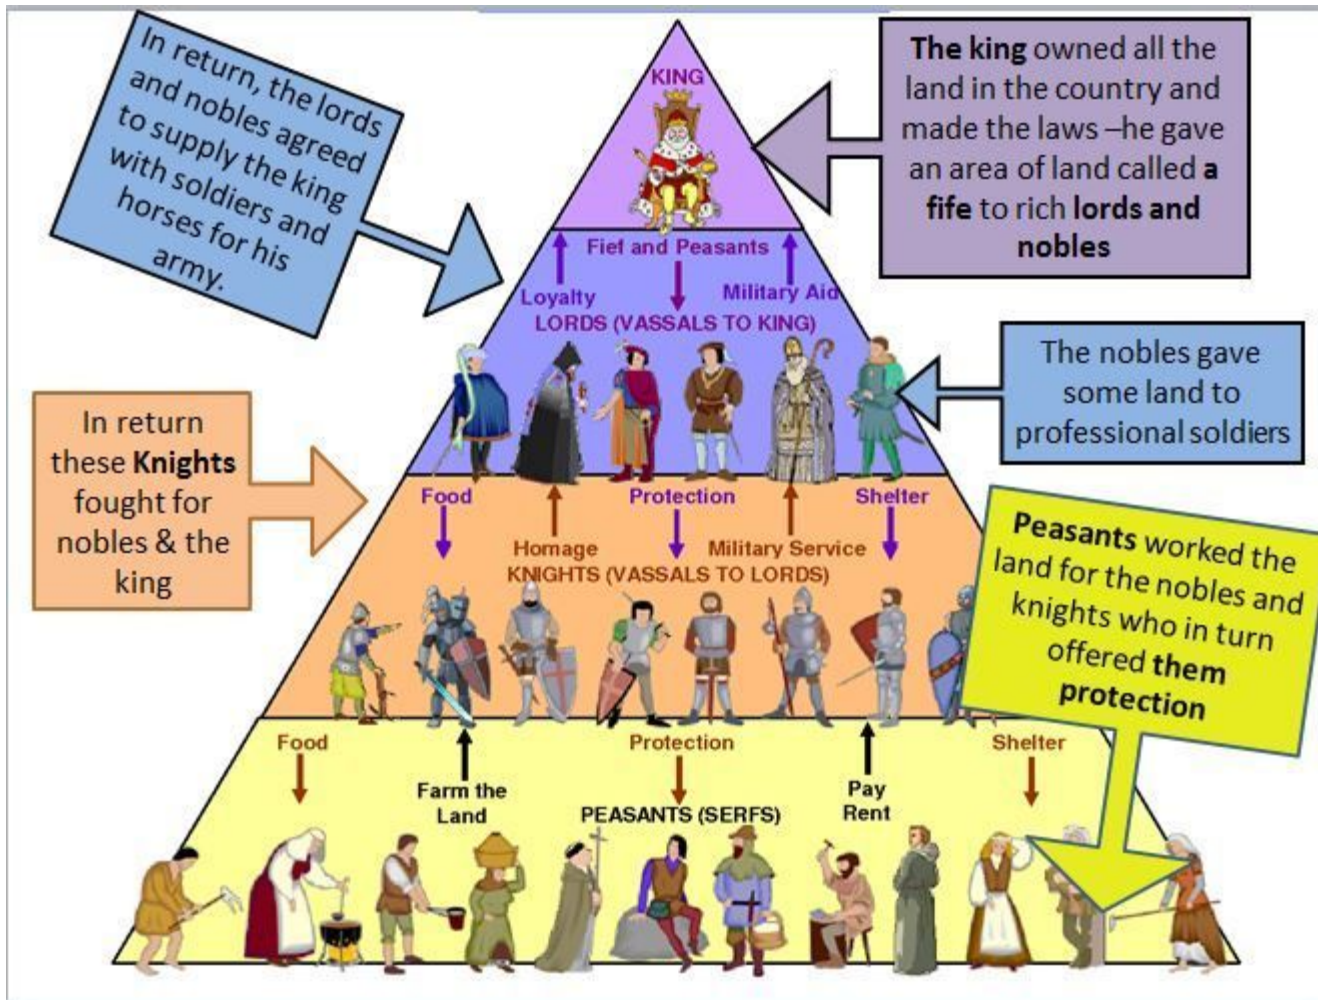 In return, the lords
and nobles agreed
to supply the king
with soldiers and
horses for his
army.
The king owned all the
land in the country and
made the laws –he gave
an area of land called a
fife to rich lords and
nobles
KING
Fief and Peasants
Loyalty
Military Aid
LORDS (VASSALS TO KING)
The nobles gave
some land to
professional soldiers
In return
these Knights
fought for
nobles & the
king
Food
Protection
Shelter
Homage
Military Service
KNIGHTS (VASSALS TO LORDS)
Peasants worked the
land for the nobles and
knights who in turn
offered them
protection
Food
Protection
Shelter
Farm the
Land
PEASANTS (SERFS)
Pay
Rent